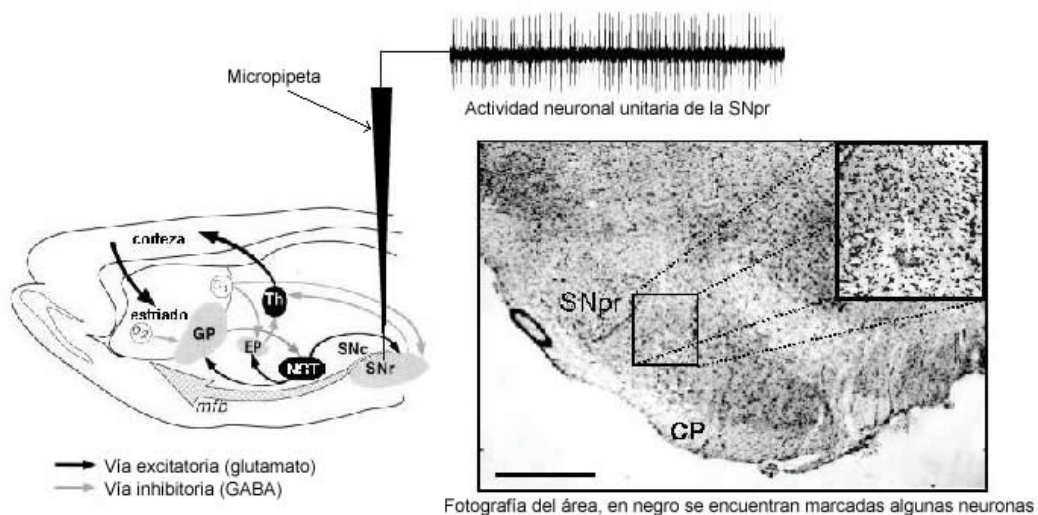 Micropipeta
Actividad neuronal unitaria de la SNpr
corteza
estriado
D2
D1
Th
GP
EP
NST
SNc
SNr
mfb
Vía excitatoria (glutamato)
Vía inhibitoria (GABA)
SNpr
CP
Fotografía del área, en negro se encuentran marcadas algunas neuronas